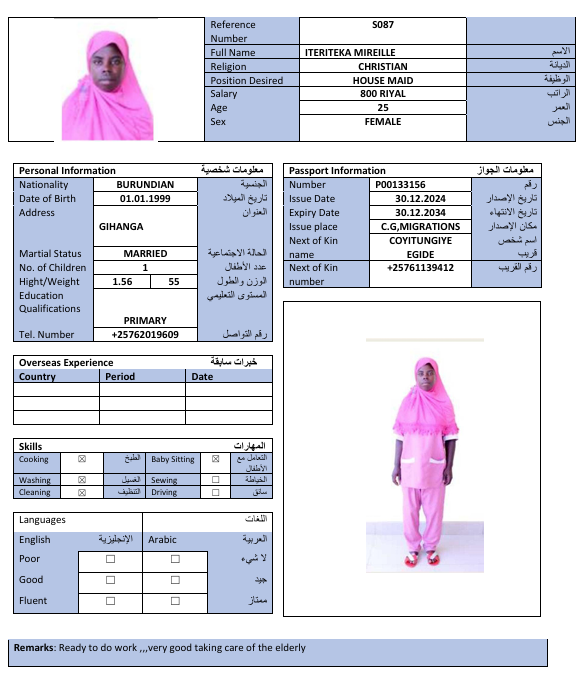 Reference Number S087
Full Name ITERITEKA MIREILLE الاسم
Religion CHRISTIAN الديانة
Position Desired HOUSE MAID الوظيفة
Salary 800 RIYAL الراتب
Age 25 العمر
Sex FEMALE الجنس
Personal Information معلومات شخصية
Nationality BURUNDIAN الجنسية
Date of Birth 01.01.1999 تاريخ الميلاد
Address GIHANGA العنوان
Martial Status MARRIED الحالة الاجتماعية
No. of Children 1 عدد الأطفال
Hight/Weight 1.56 55 الوزن والطول
Education Qualifications PRIMARY المستوى التعليمي
Tel. Number +25762019609 رقم التواصل
Passport Information معلومات الجواز
Number P00133156 رقم
Issue Date 30.12.2024 تاريخ الإصدار
Expiry Date 30.12.2034 تاريخ الانتهاء
Issue place C.G,MIGRATIONS مكان الإصدار
Next of Kin name COYITUNGIYE EGIDE اسم شخص قريب
Next of Kin number +25761139412 رقم القريب
Overseas Experience خبرات سابقة
Country Period Date
Skills المهارات
Cooking ☒ الطبخ Baby Sitting ☒ التعامل مع الأطفال
Washing ☒ الغسيل Sewing ☐ الخياطة
Cleaning ☒ التنظيف Driving ☐ سائق
Languages اللغات
English الإنجليزية Arabic العربية
Poor ☐ ☐ لا شيء
Good ☐ ☐ جيد
Fluent ☐ ☐ ممتاز
Remarks: Ready to do work ,,,very good taking care of the elderly